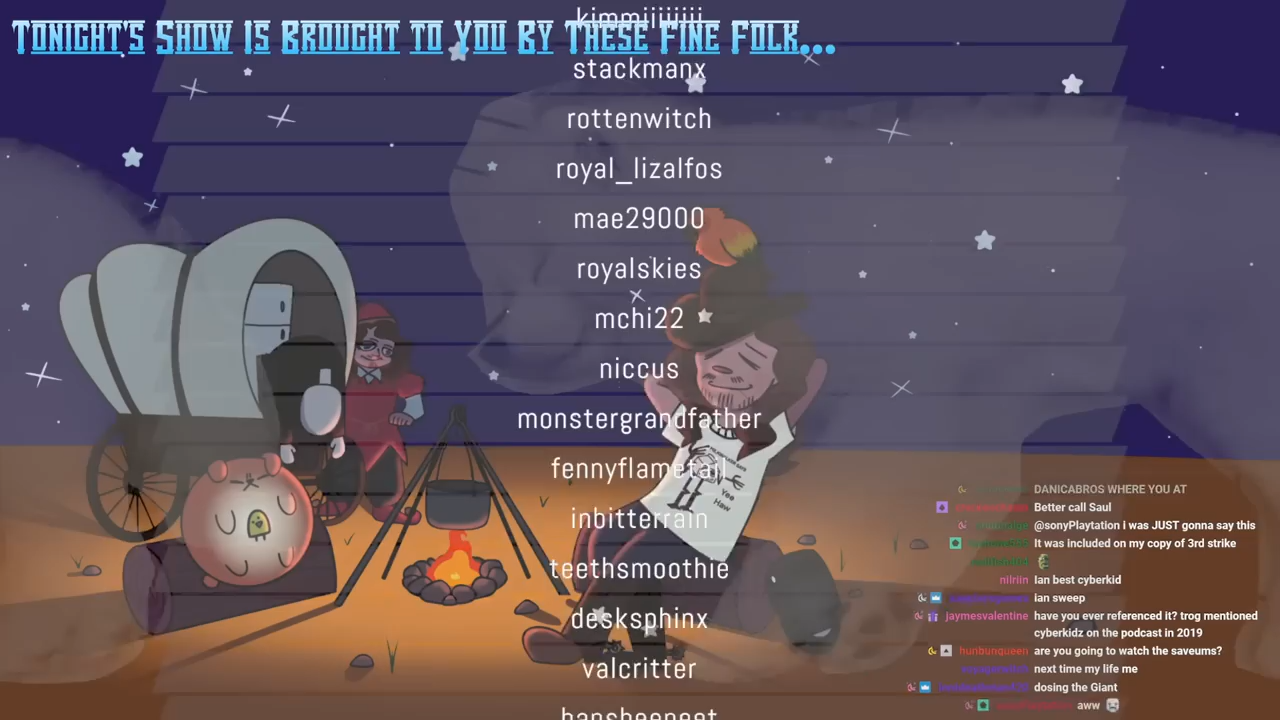 TONIGHT'S SHOW IS BROUGHT TO YOU BY THESE FINE FOLK...
stackmanx
rottenwitch
royal_lizalfos
mae29000
royalskies
mchi22
niccus
monstergrandfather
fennyflametail
inbitterrain
teethsmoothie
desksphinx
valcritter
Yee
Haw
DANICABROS WHERE YOU AT
Better call Saul
@sonyPlaytation i was JUST gonna say this
It was included on my copy of 3rd strike
nilriin Ian best cyberkid
ian sweep
jaymesvalentine have you ever referenced it? trog mentioned
cyberkidz on the podcast in 2019
hunbunqueen are you going to watch the saveums?
next time my life me
dosing the Giant
aww